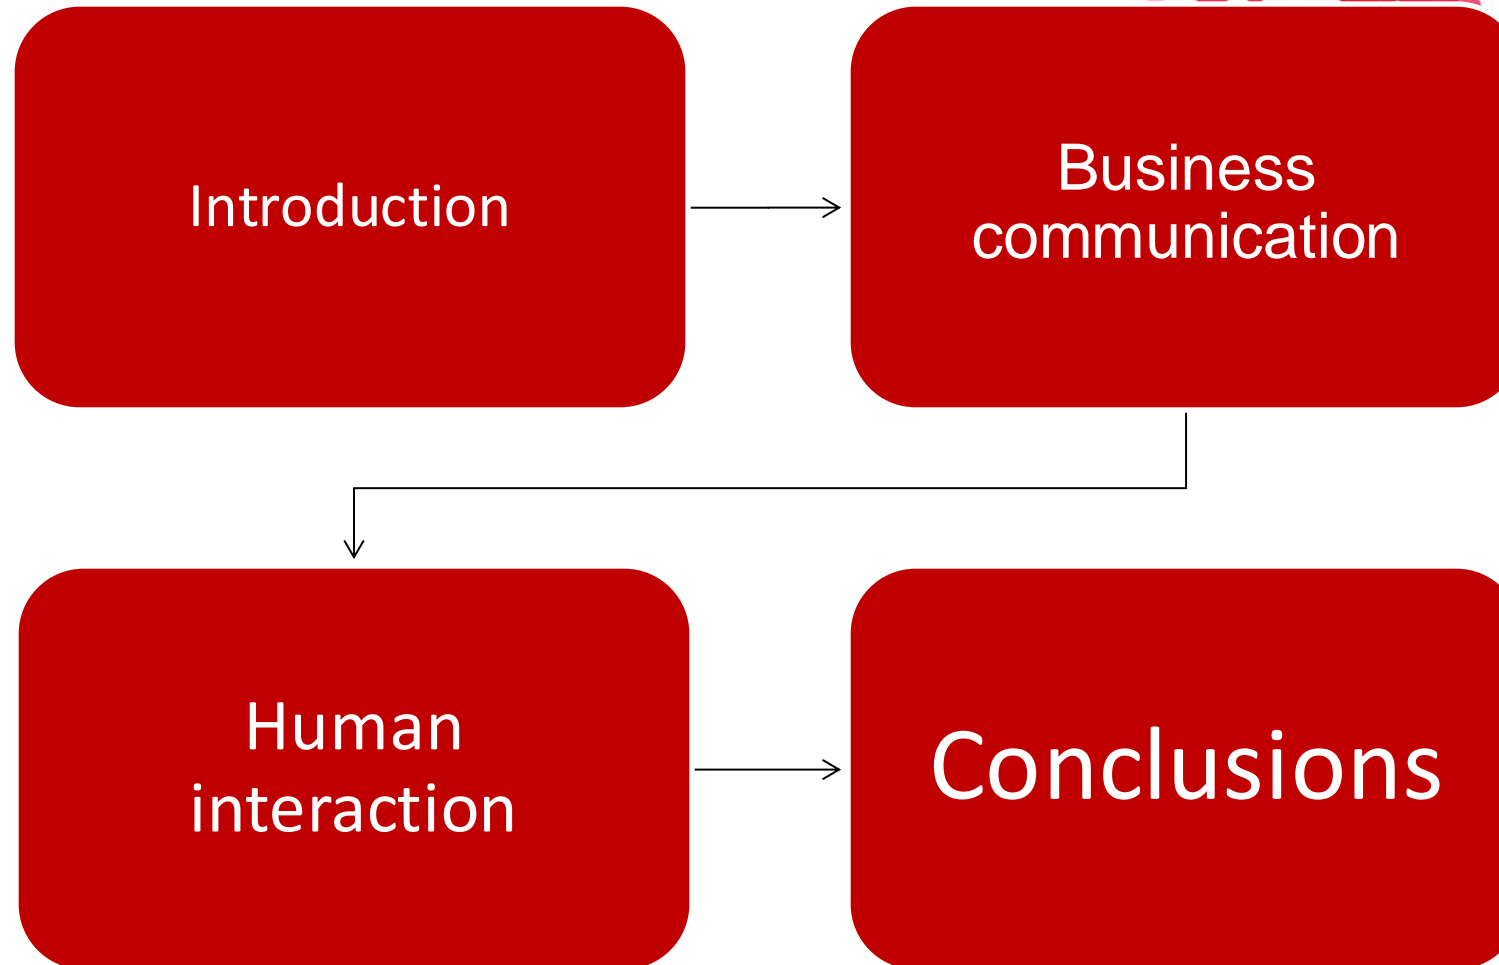 Introduction
Business
communication
Human
interaction
Conclusions